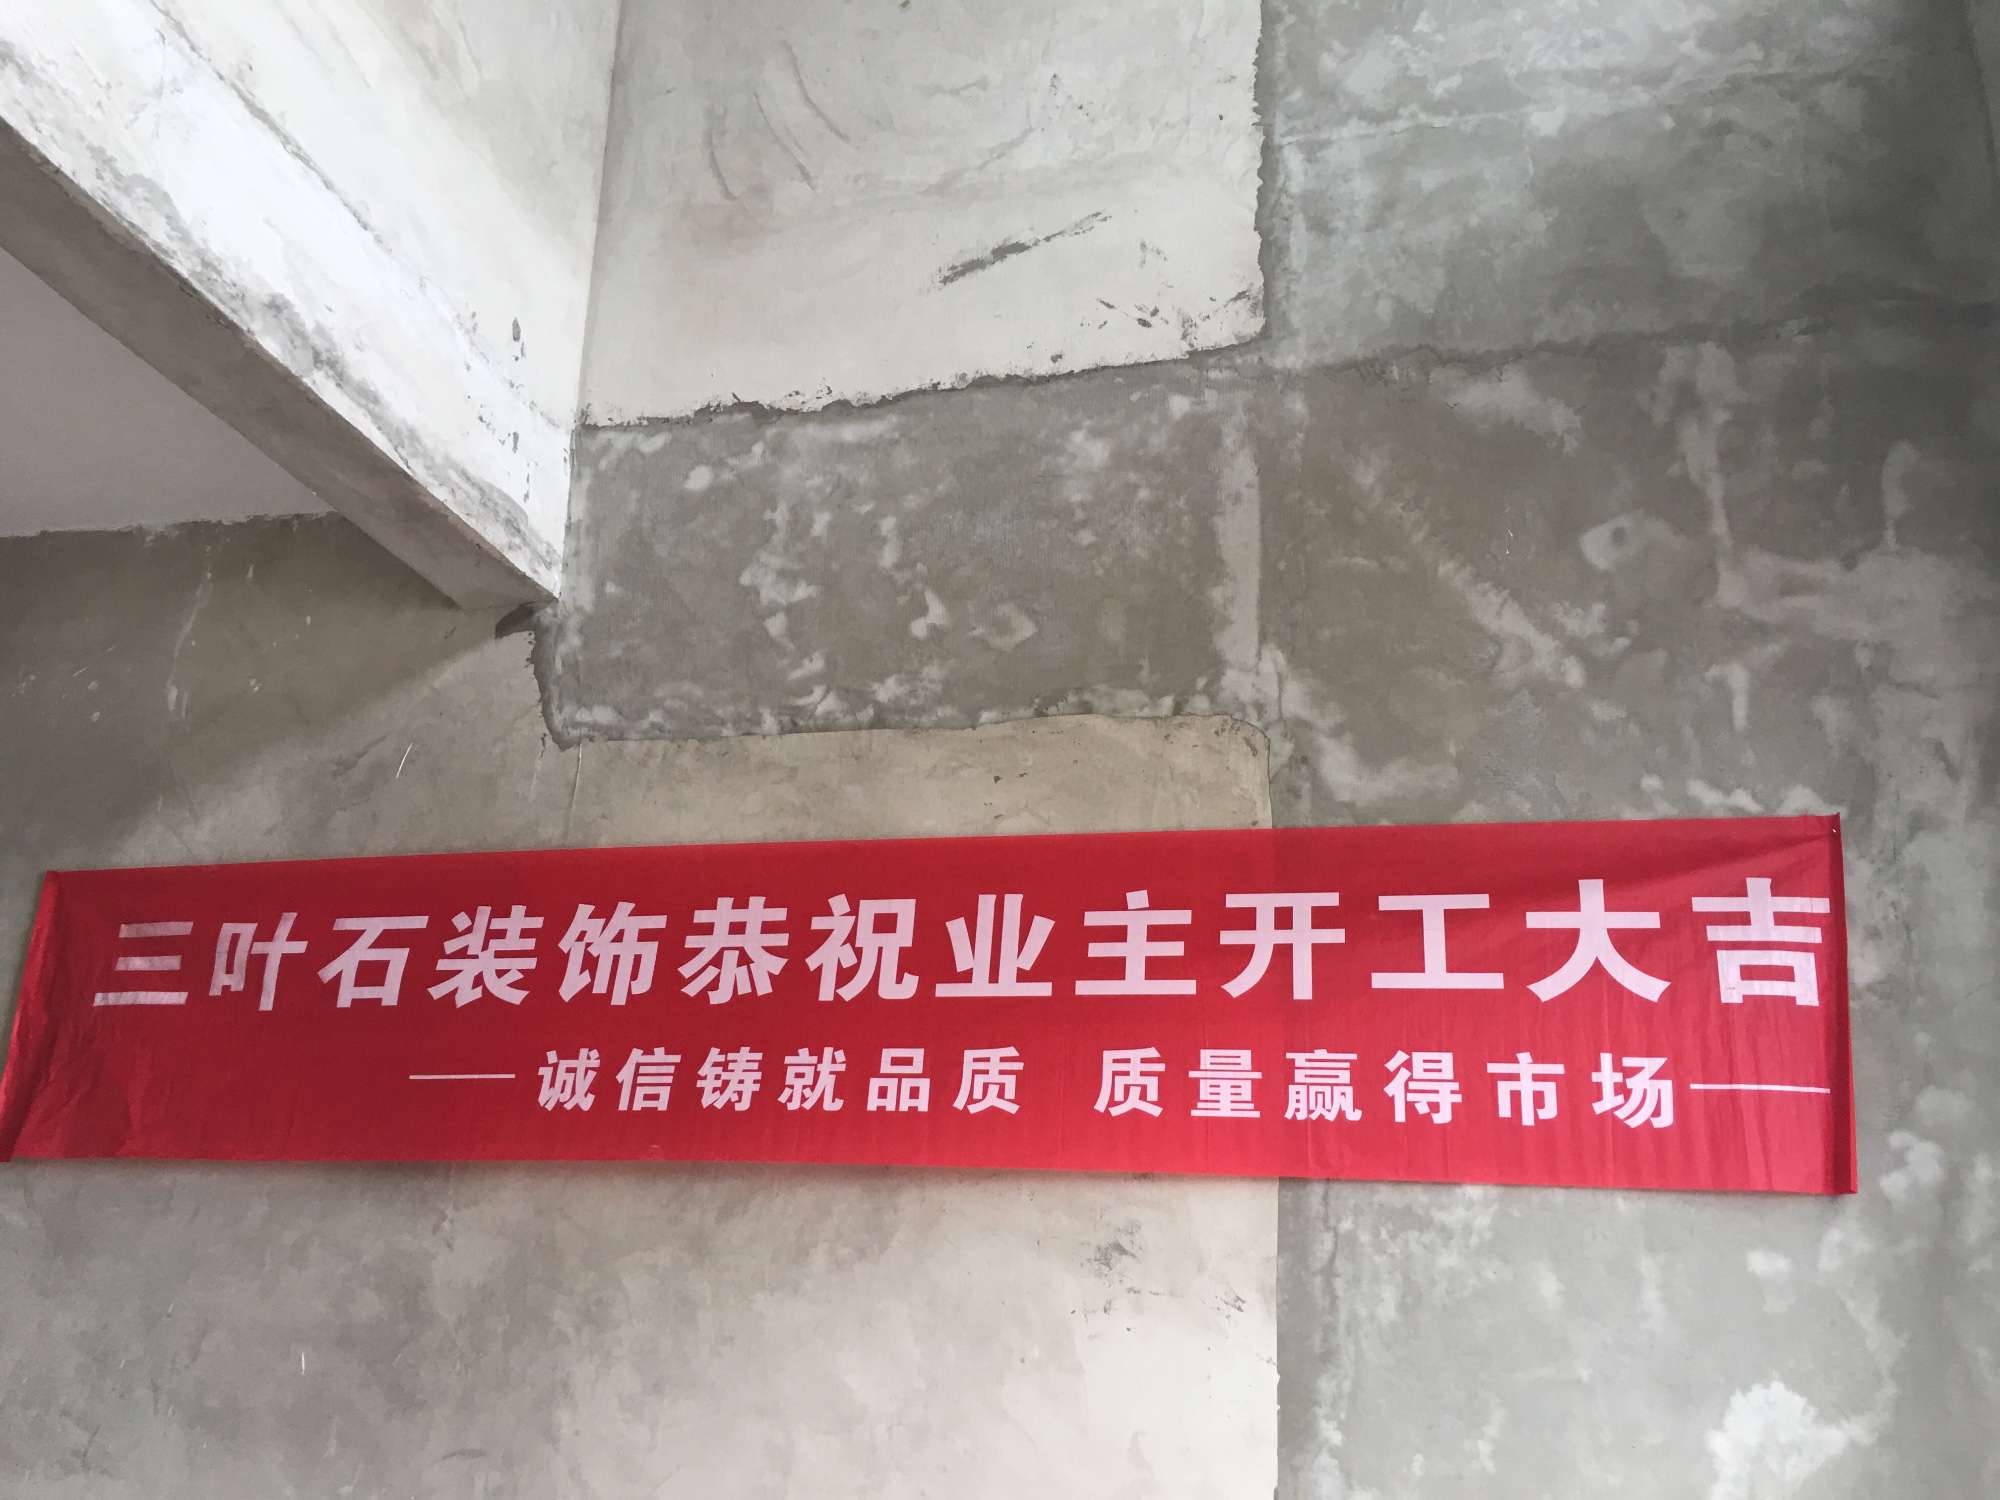 三叶石装饰恭祝业主开工大吉
——诚信铸就品质 质量赢得市场——